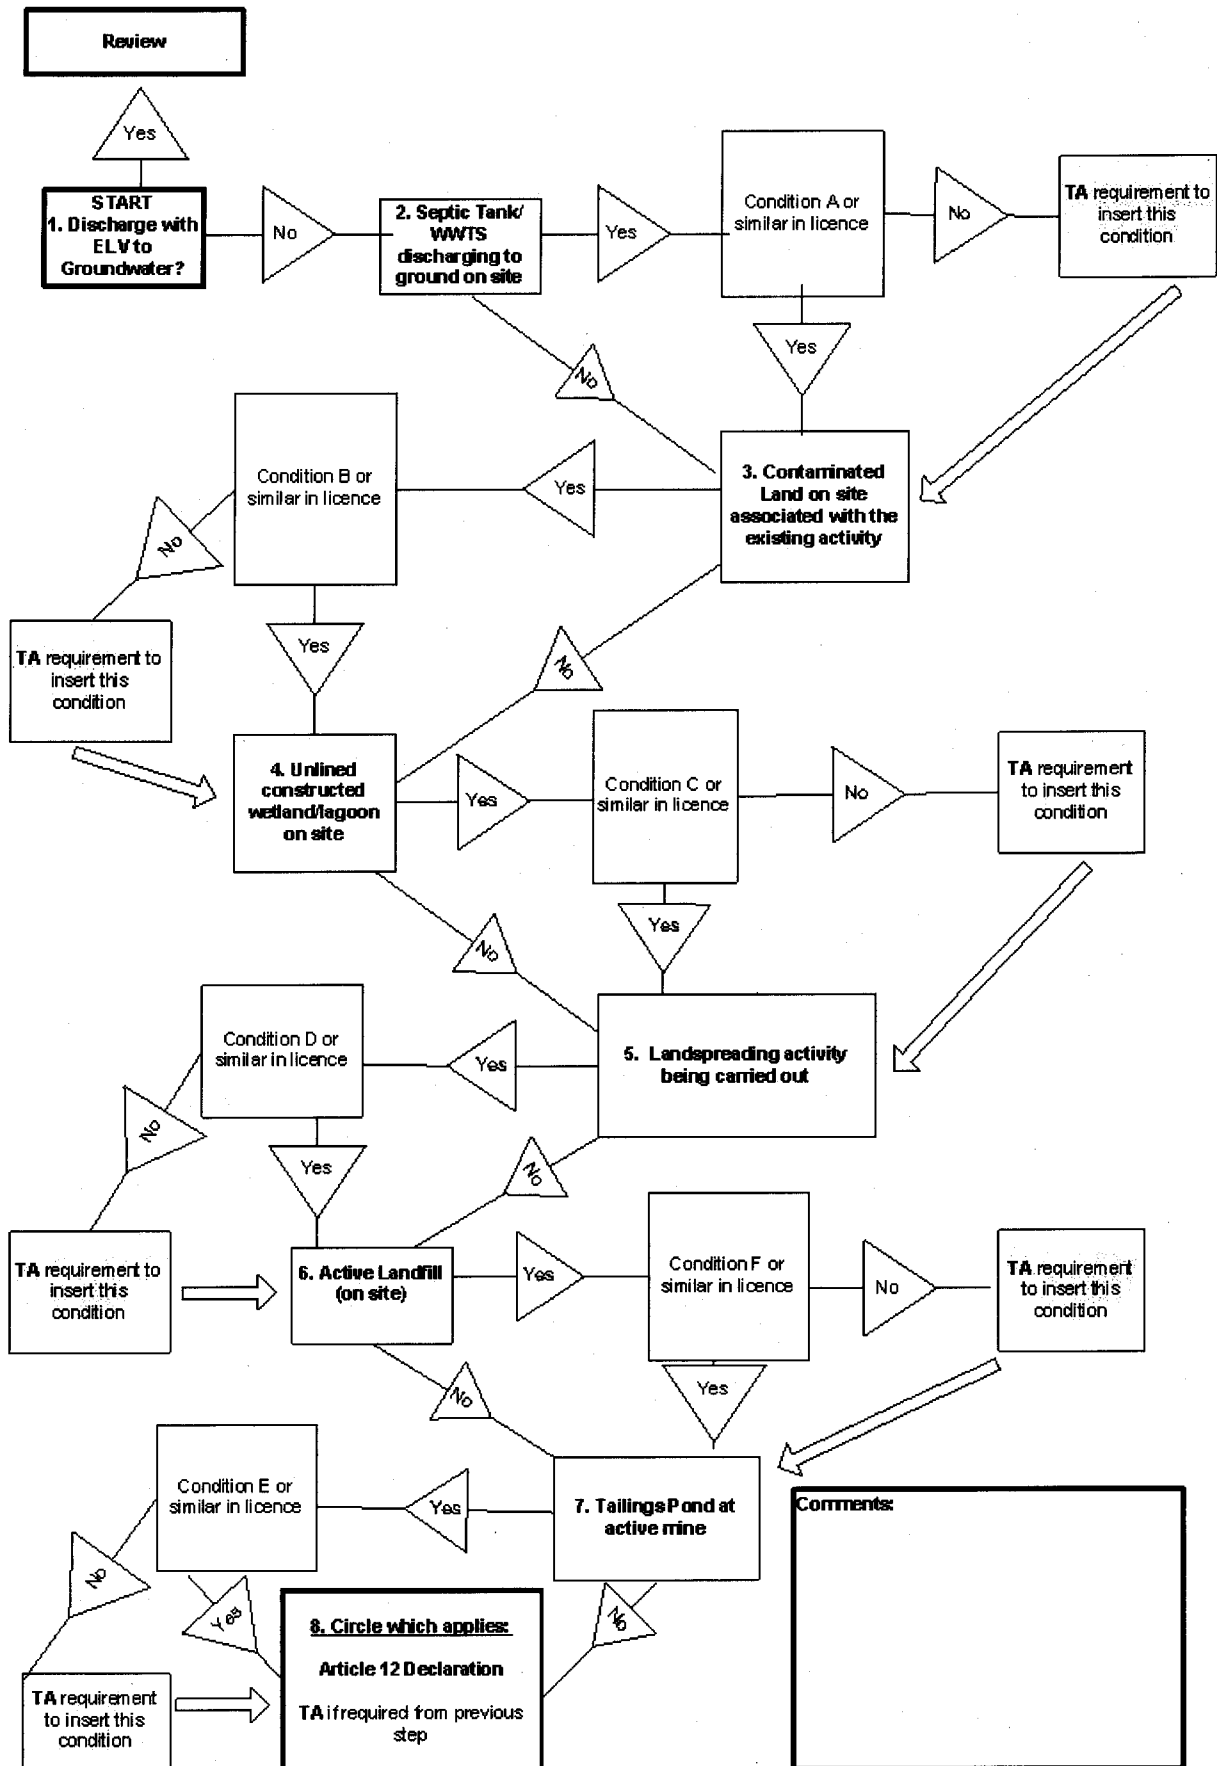 Review
Yes
START
1. Discharge with
ELV to
Groundwater?
No
2. Septic Tank/
WWTS
discharging to
ground on site
Yes
Condition A or
similar in licence
No
TA requirement to
insert this
condition
Yes
No
3. Contaminated
Land on site
associated with the
existing activity
Yes
Condition B or
similar in licence
No
TA requirement to
insert this
condition
Yes
No
4. Unlined
constructed
wetland/lagoon
on site
Yes
Condition C or
similar in licence
No
TA requirement
to insert this
condition
Yes
No
5. Landspreading activity
being carried out
Yes
Condition D or
similar in licence
No
TA requirement to
insert this
condition
Yes
No
6. Active Landfill
(on site)
Yes
Condition F or
similar in licence
No
TA requirement
to insert this
condition
Yes
No
7. Tailings Pond at
active mine
Yes
Condition E or
similar in licence
No
TA requirement
to insert this
condition
Yes
No
8. Circle which applies:
Article 12 Declaration
TA if required from previous
step
Comments: